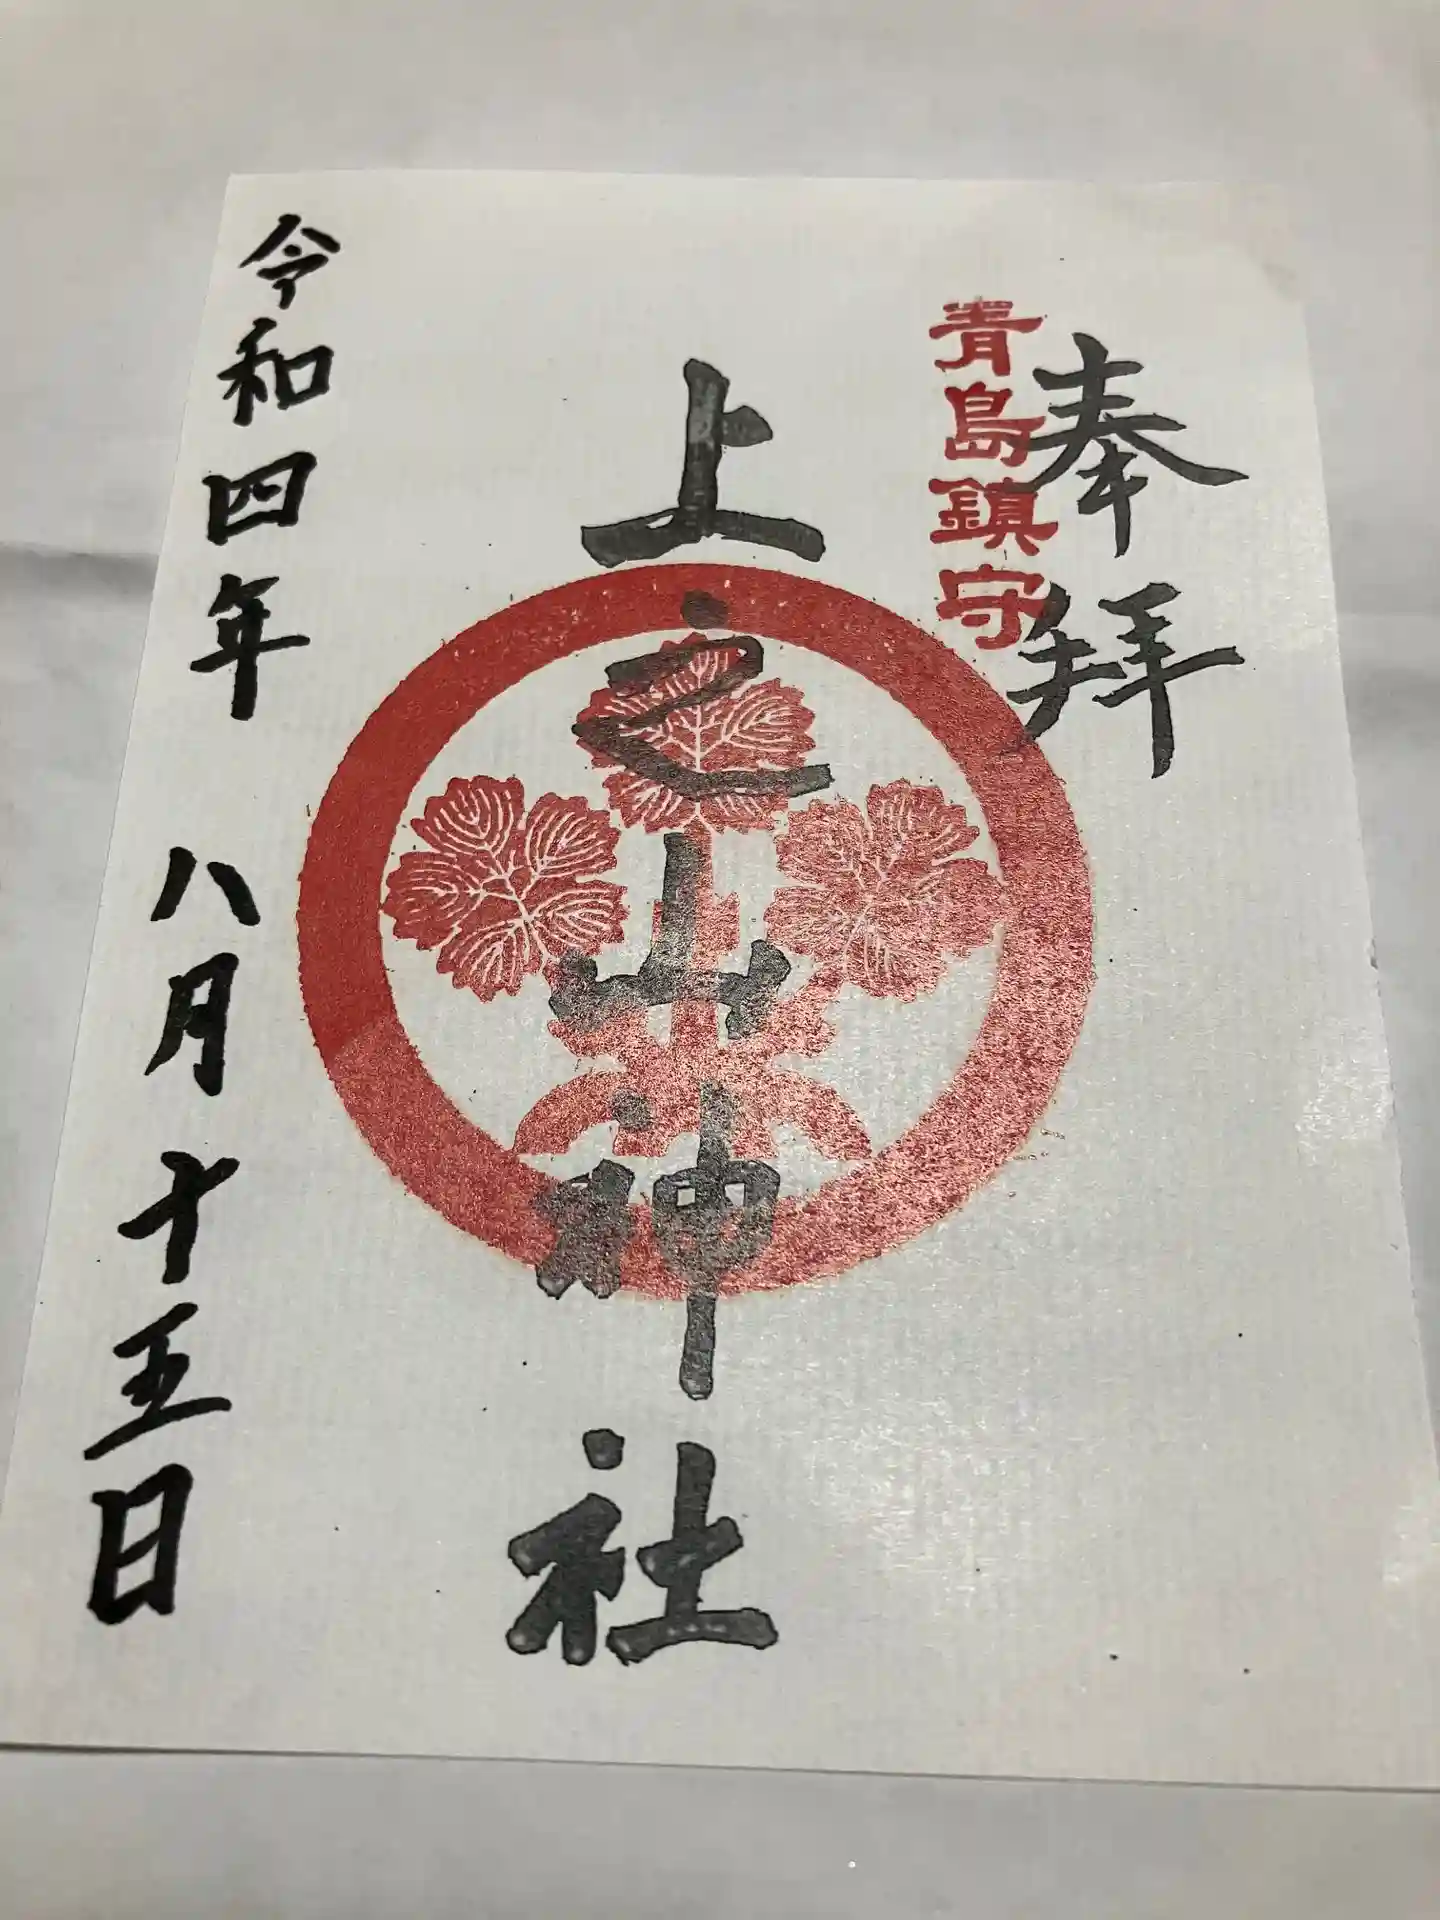 奉拝
青島鎮守
上之山神社
令和四年 八月十五日